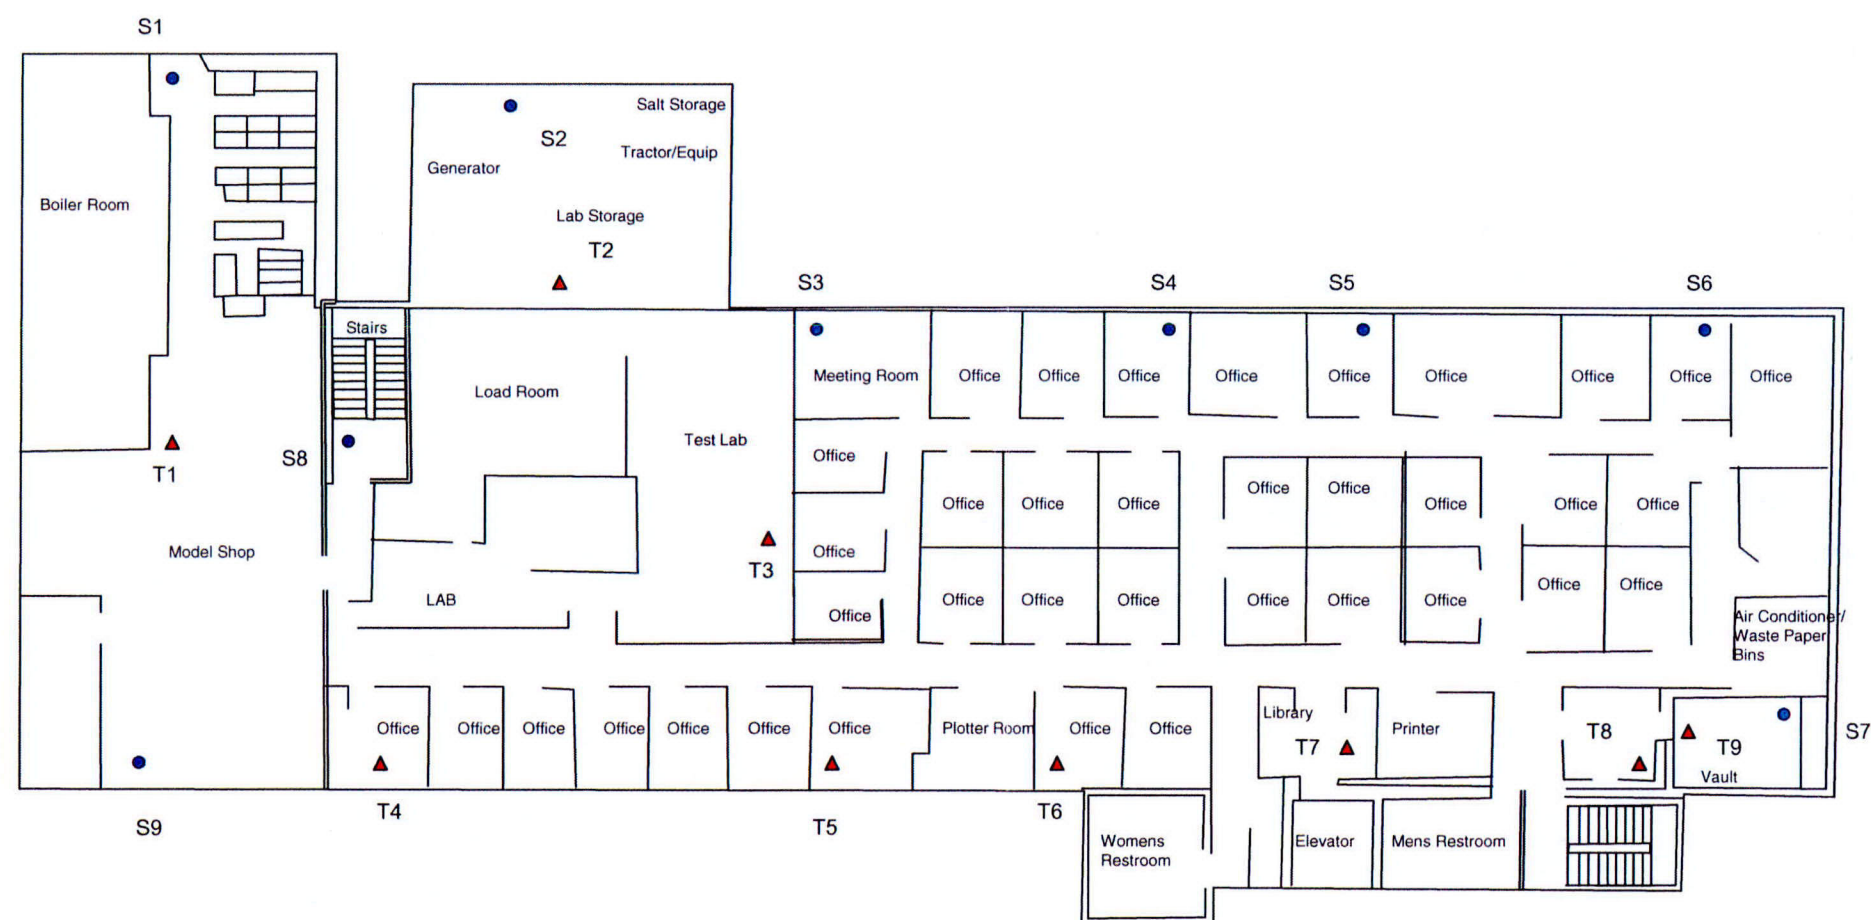 S1
Salt Storage
S2
Tractor/Equip
Generator
Boiler Room
Lab Storage
T2
S3
S4
S5
S6
Stairs
Meeting Room
Office
Office
Office
Office
Office
Office
Office
Office
Office
Load Room
Test Lab
S8
Office
T1
Office
Office
Office
Office
Office
Office
Office
Office
Model Shop
Office
T3
LAB
Office
Office
Office
Office
Office
Office
Office
Office
Office
Air Conditioner/
Waste Paper
Bins
Office
Office
Office
Office
Office
Office
Office
Plotter Room
Office
Office
Library
T7
Printer
T8
T9
Vault
S7
T4
T5
T6
S9
Womens
Restroom
Elevator
Mens Restroom